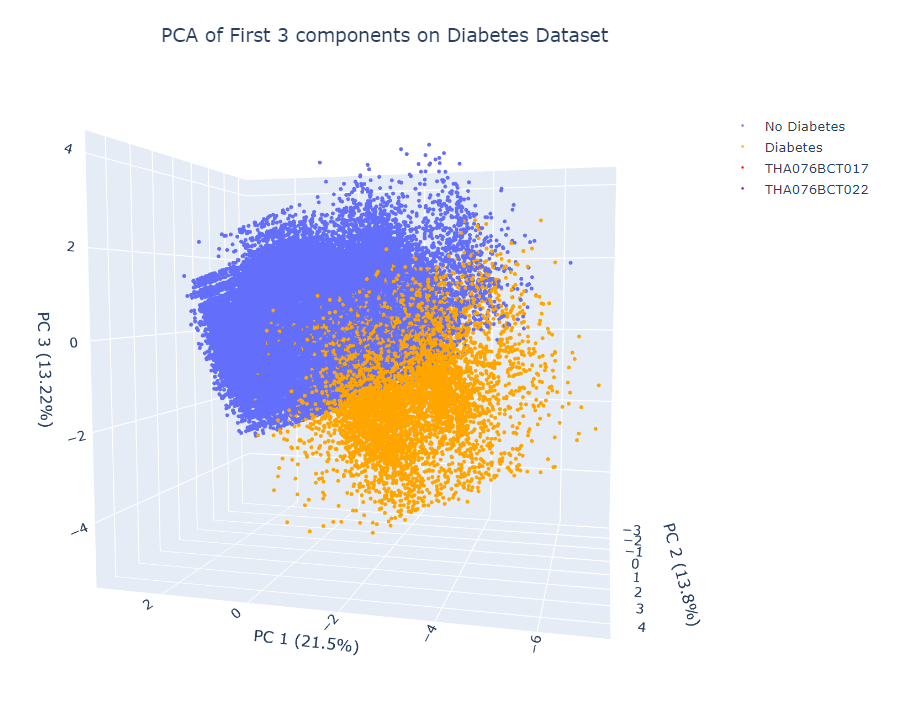 PCA of First 3 components on Diabetes Dataset
No Diabetes
Diabetes
THA076BCT017
THA076BCT022
4
2
0
−2
−4
PC 3 (13.22%)
2
0
−2
−4
−6
PC 1 (21.5%)
−3
−2
−1
0
1
2
3
4
PC 2 (13.8%)